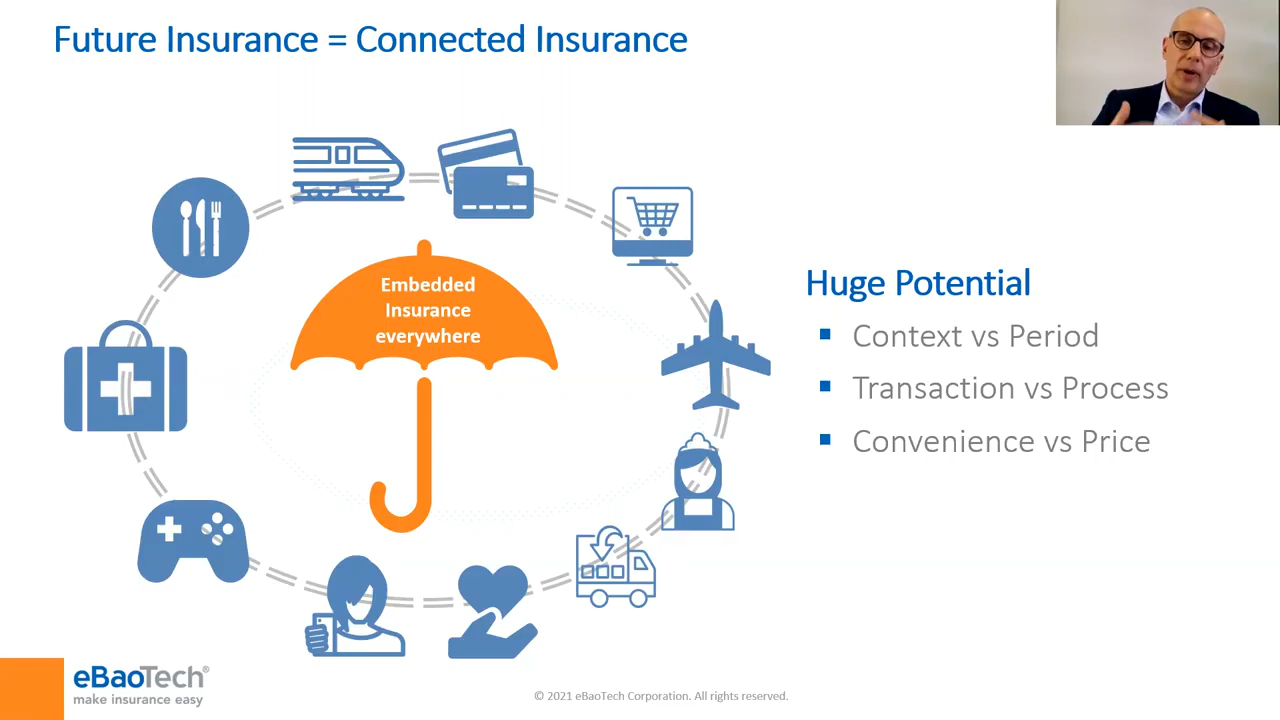 Future Insurance = Connected Insurance
Embedded
Insurance
everywhere
Huge Potential
Context vs Period
Transaction vs Process
Convenience vs Price
eBaoTech®
make insurance easy
© 2021 eBaoTech Corporation. All rights reserved.